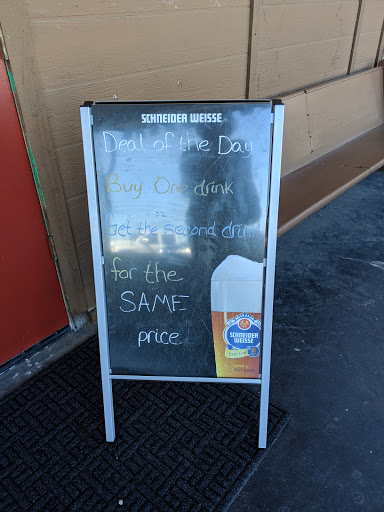 SCHNEIDER WEISSE
Deal of the Day
Buy One drink
Get the second drink
for the
SAME
price
SCHNEIDER
WEISSE